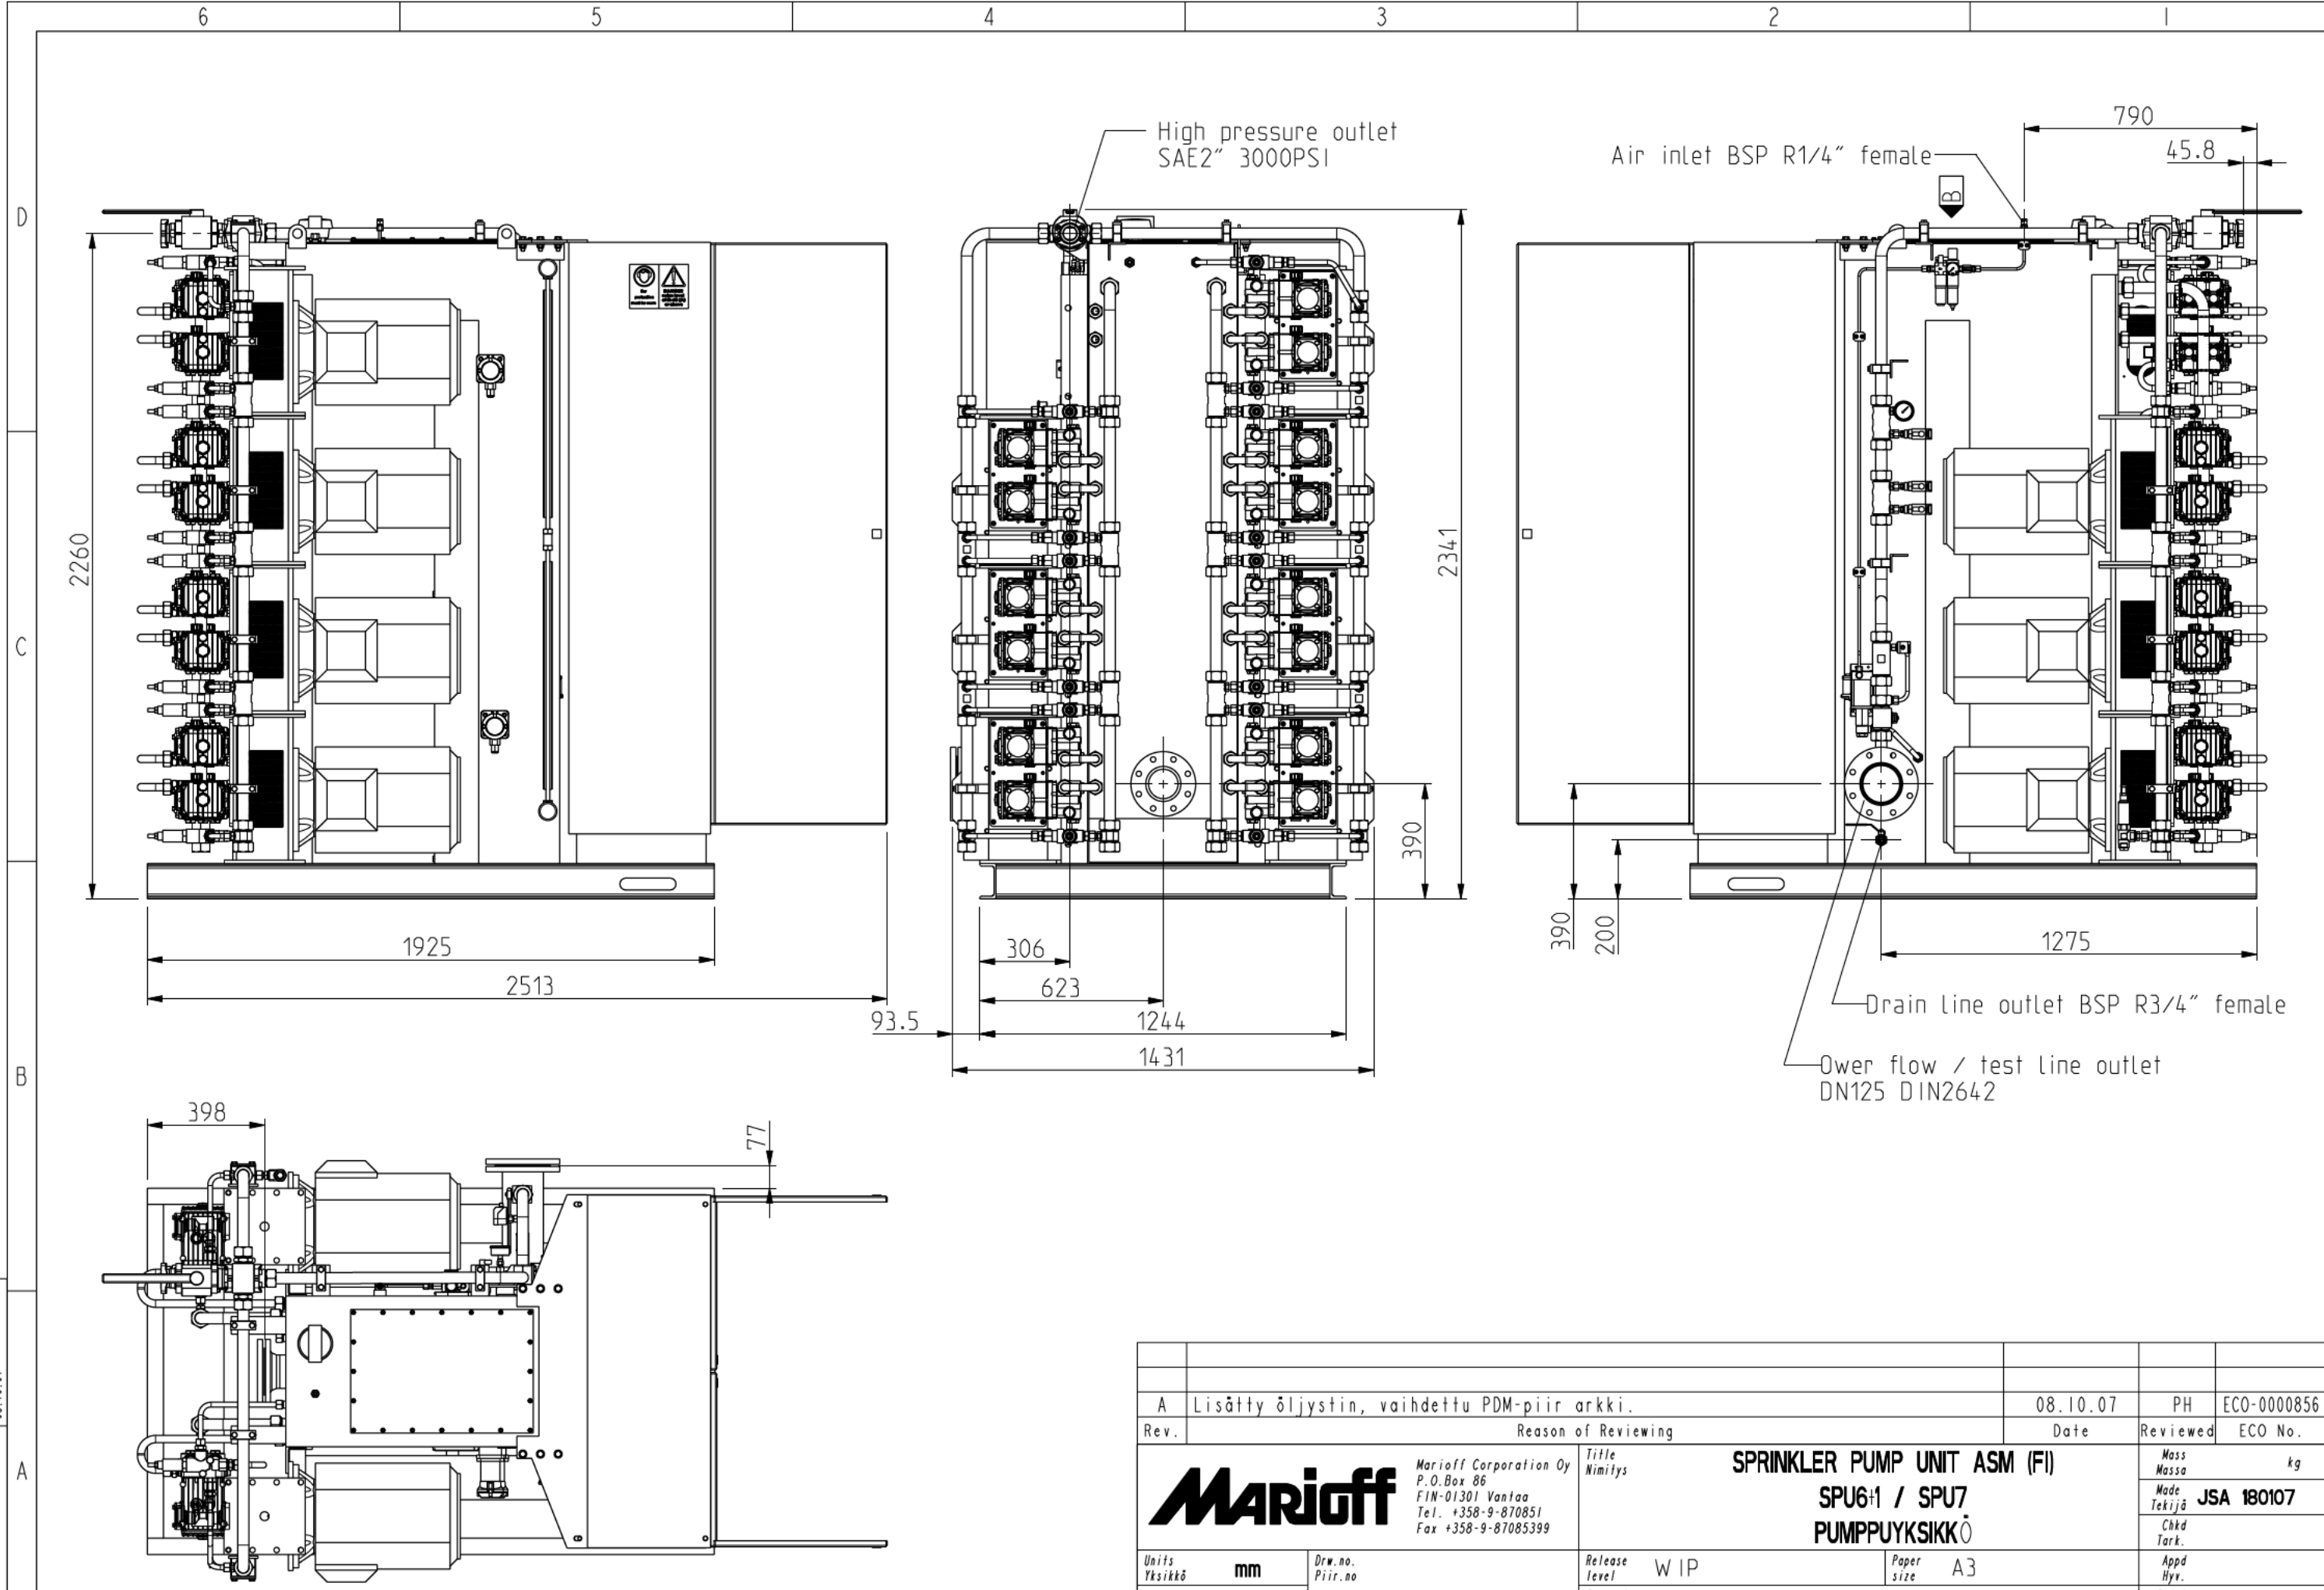 6 5 4 3 2 1
D
C
B
A
High pressure outlet
SAE2" 3000PSI
Air inlet BSP R1/4" female
790
45.8
B
2260
2341
390
390
200
1925
2513
306
623
93.5
1244
1431
1275
Drain line outlet BSP R3/4" female
Ower flow / test line outlet
DN125 DIN2642
398
77
A Lisätty öljystin, vaihdettu PDM-piir arkki. 08.10.07 PH ECO-0000856
Rev. Reason of Reviewing Date Reviewed ECO No.
MARIOFF
Marioff Corporation Oy
P.O.Box 86
FIN-01301 Vantaa
Tel. +358-9-870851
Fax +358-9-87085399
Title
Nimitys
SPRINKLER PUMP UNIT ASM (FI)
SPU6+1 / SPU7
PUMPPUYKSIKKÖ
Mass
Massa
kg
Made
Tekijä
JSA 180107
Chkd
Tark.
Units
Yksikkö
mm
Drw.no.
Piir.no
Release
level
WIP
Paper
size
A3
Appd
Hyv.